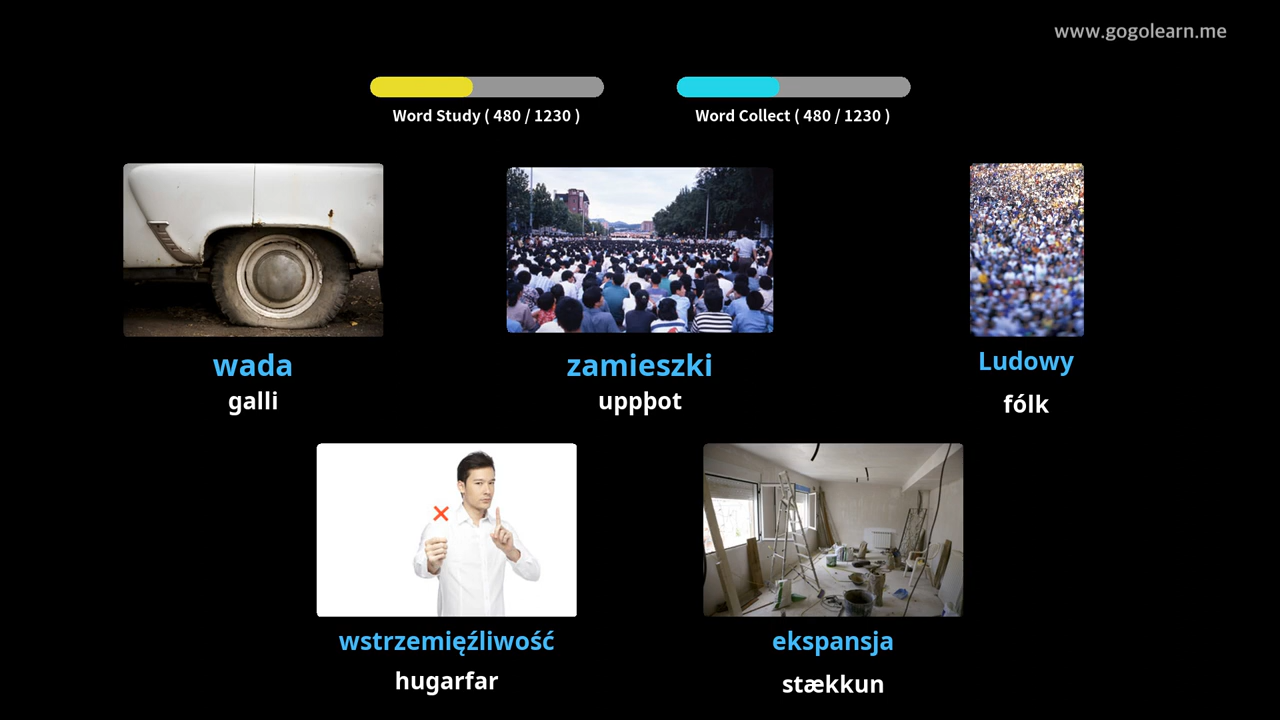 www.gogolearn.me
Word Study ( 480 / 1230 )
Word Collect ( 480 / 1230 )
wada
galli
zamieszki
uppþot
Ludowy
fólk
wstrzemięźliwość
hugarfar
ekspansja
stækkun